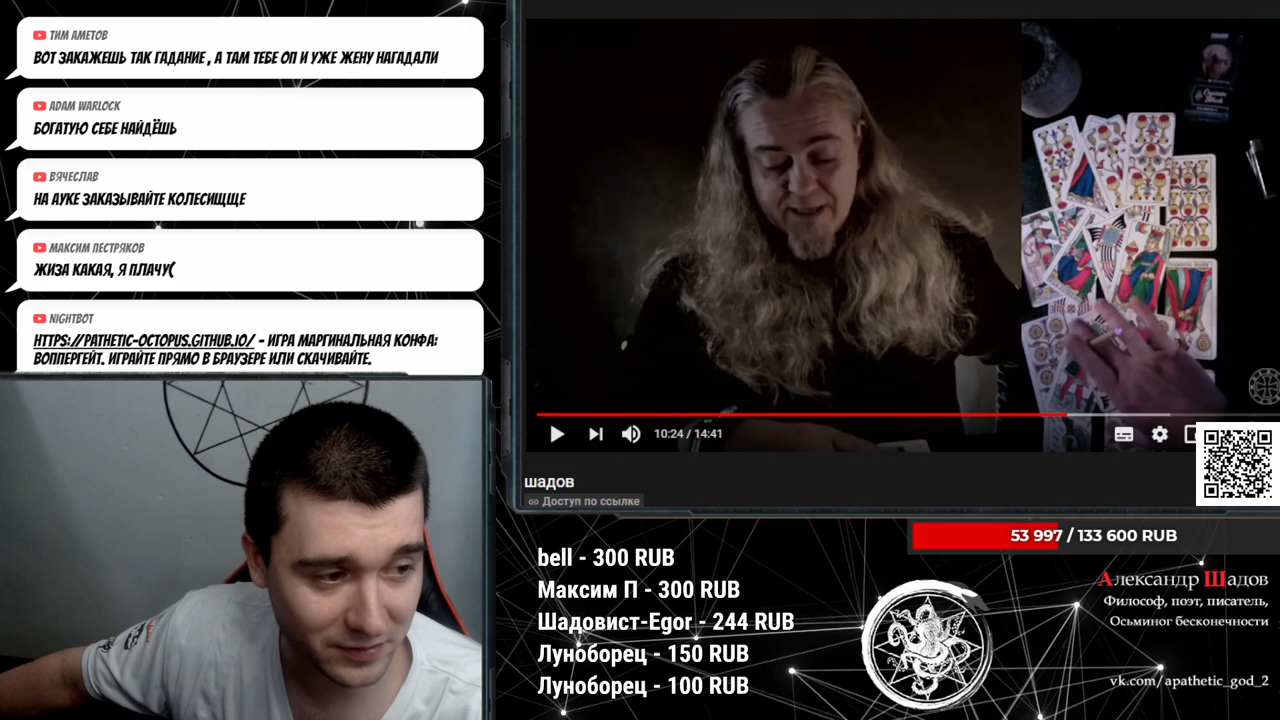 ТИМ АМЕТОВ
ВОТ ЗАКАЖЕШЬ ТАК ГАДАНИЕ , А ТАМ ТЕБЕ ОП И УЖЕ ЖЕНУ НАГАДАЛИ
ADAM WARLOCK
БОГАТУЮ СЕБЕ НАЙДЁШЬ
ВЯЧЕСЛАВ
НА АУКЕ ЗАКАЗЫВАЙТЕ КОЛЕСИЩЩЕ
МАКСИМ ПЕСТРЯКОВ
ЖИЗА КАКАЯ, Я ПЛАЧУ(
NIGHTBOT
HTTPS://PATHETIC-OCTOPUS.GITHUB.IO/ - ИГРА МАРГИНАЛЬНАЯ КОНФА:
ВОППЕРГЕЙТ. ИГРАЙТЕ ПРЯМО В БРАУЗЕРЕ ИЛИ СКАЧИВАЙТЕ.
Captain
Black
10:24 / 14:41
шадов
Доступ по ссылке
53 997 / 133 600 RUB
bell - 300 RUB
Максим П - 300 RUB
Шадовист-Egor - 244 RUB
Луноборец - 150 RUB
Луноборец - 100 RUB
Александр Шадов
Философ, поэт, писатель,
Осьминог бесконечности
vk.com/apathetic_god_2